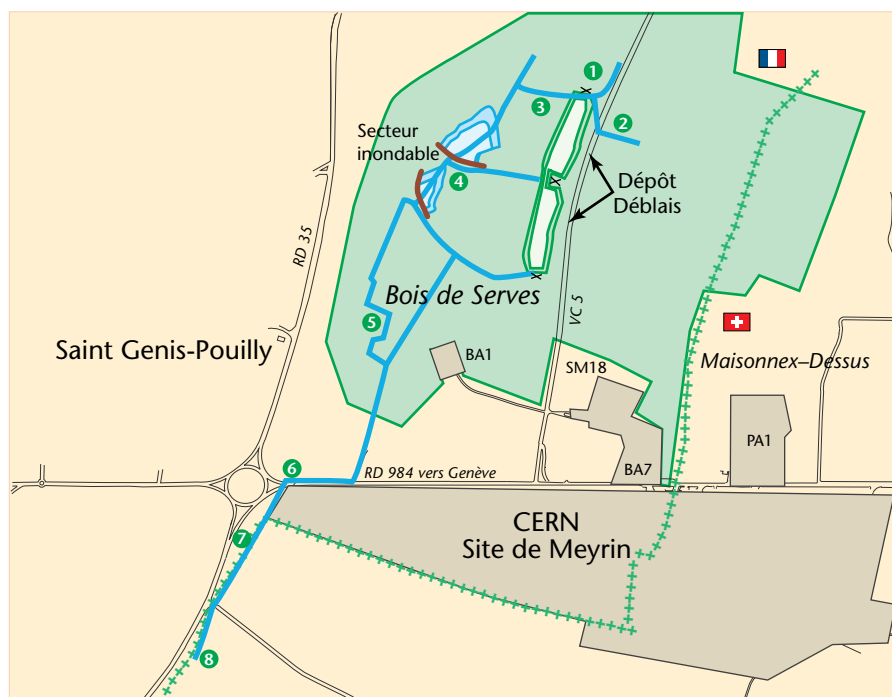 1
2
3
Secteur
inondable
4
Dépôt
Déblais
RD 35
VC 5
Bois de Serves
5
Saint Genis-Pouilly
BA1
SM18
Maisonnex–Dessus
PA1
BA7
6
RD 984 vers Genève
CERN
Site de Meyrin
7
8
x
x
x